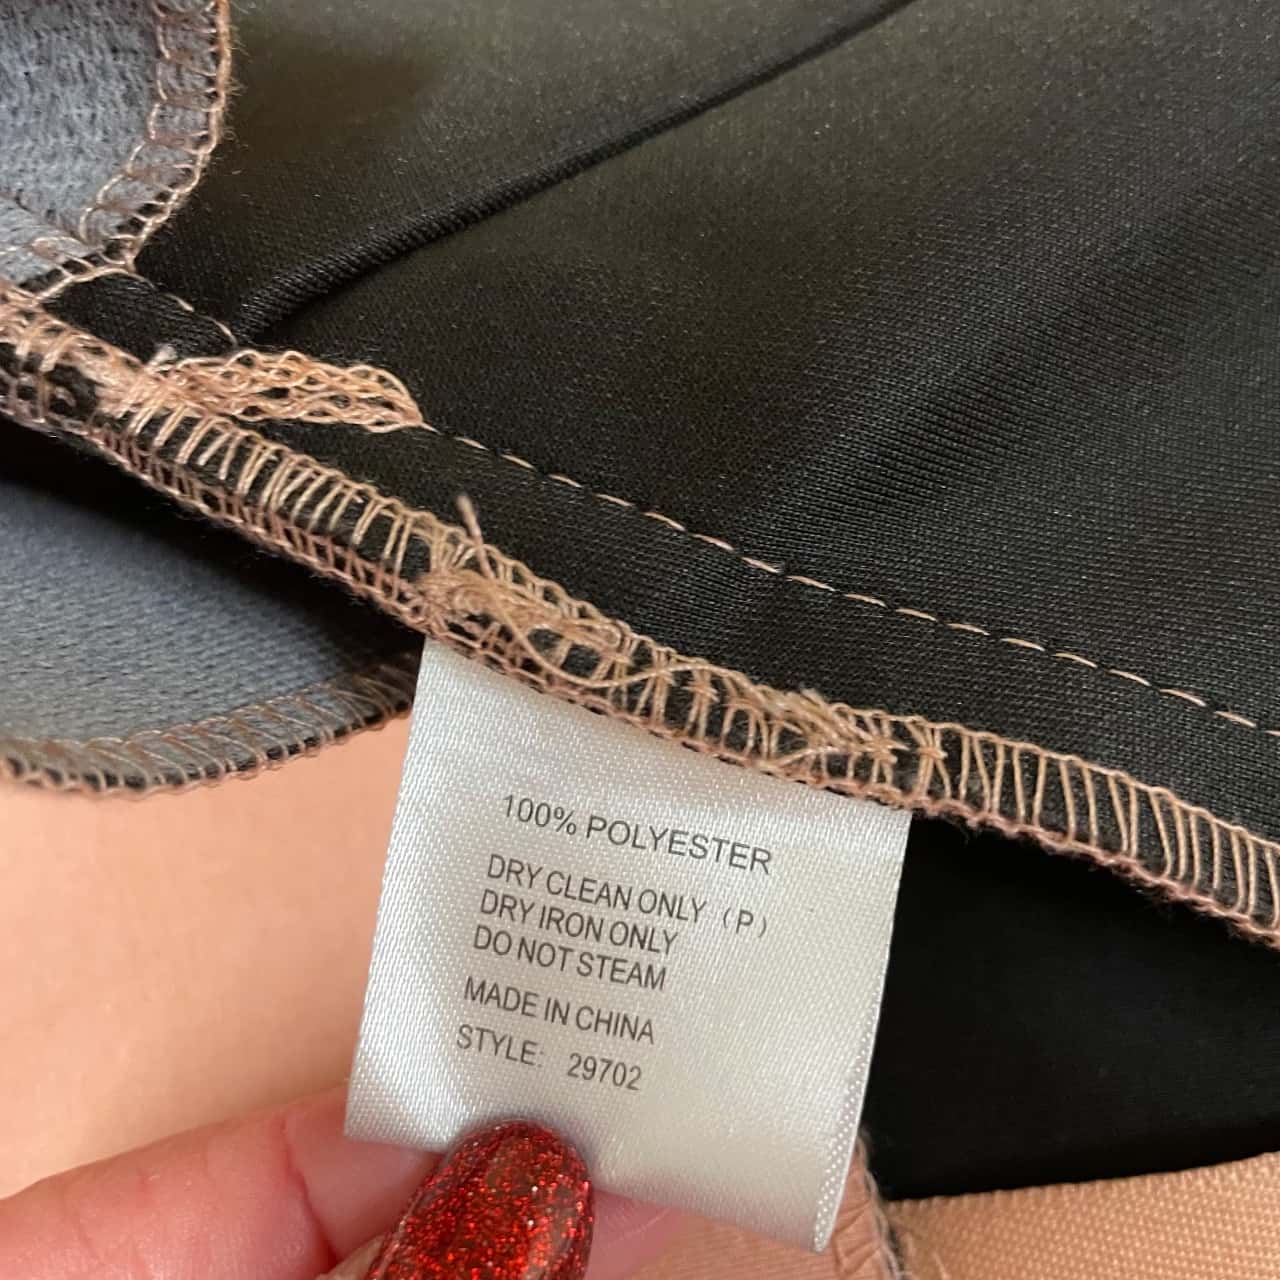 100% POLYESTER
DRY CLEAN ONLY (P)
DRY IRON ONLY
DO NOT STEAM
MADE IN CHINA
STYLE: 29702